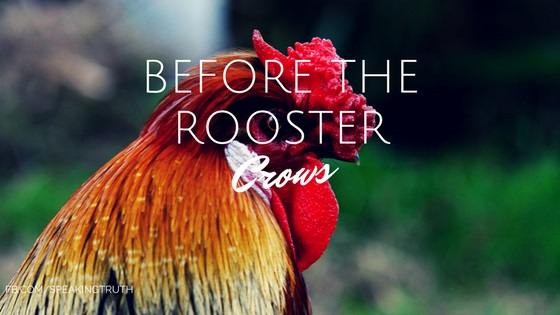 BEFORE THE
ROOSTER
Crows
FB.COM/SPEAKINGTRUTH